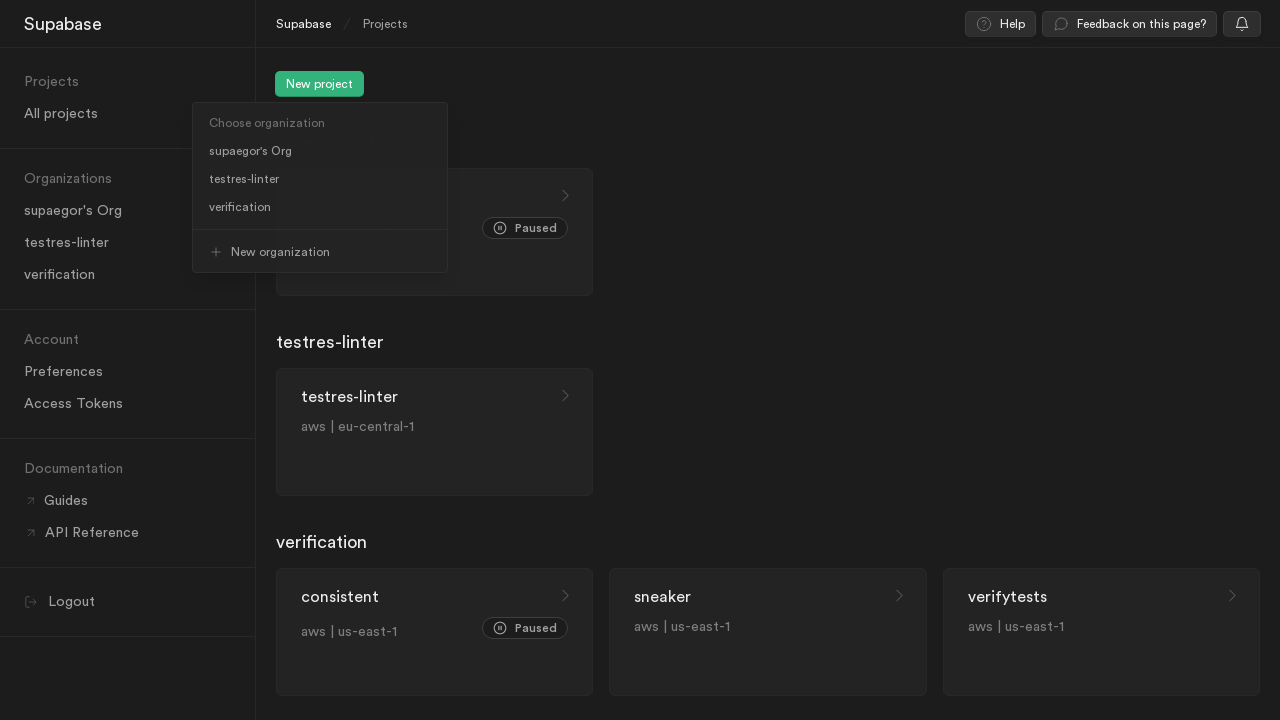 Supabase
Supabase / Projects
Help
Feedback on this page?
Projects
All projects
Organizations
supaegor's Org
testres-linter
verification
Account
Preferences
Access Tokens
Documentation
Guides
API Reference
Logout
New project
Choose organization
supaegor's Org
testres-linter
verification
New organization
Paused
testres-linter
testres-linter
aws | eu-central-1
verification
consistent
aws | us-east-1
Paused
sneaker
aws | us-east-1
verifytests
aws | us-east-1